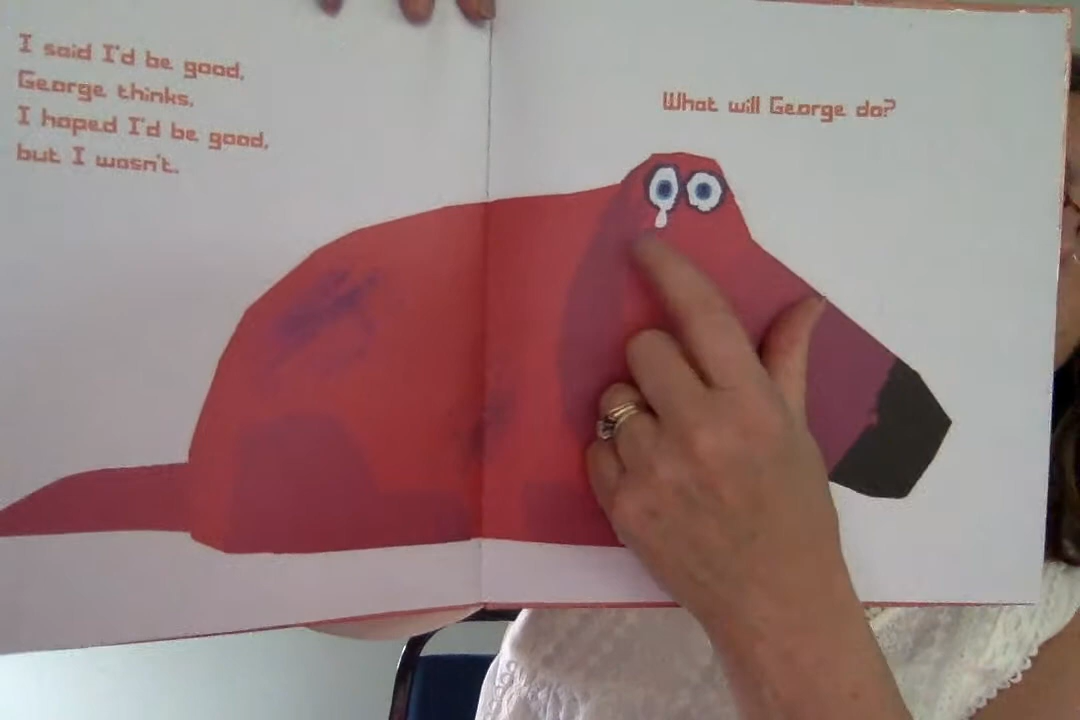 I said I'd be good,
George thinks,
I hoped I'd be good,
but I wasn't.
What will George do?